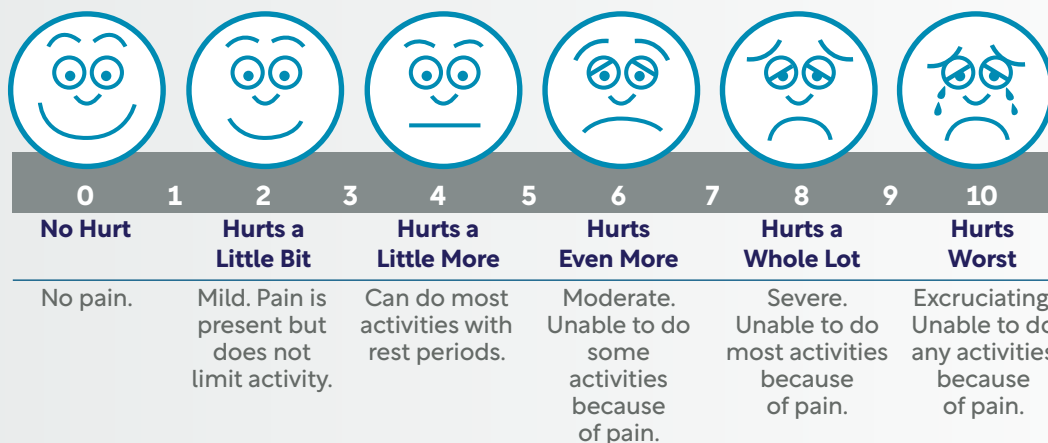 0 1 2 3 4 5 6 7 8 9 10
No Hurt
Hurts a
Little Bit
Hurts a
Little More
Hurts
Even More
Hurts a
Whole Lot
Hurts
Worst
No pain.
Mild. Pain is
present but
does not
limit activity.
Can do most
activities with
rest periods.
Moderate.
Unable to do
some
activities
because
of pain.
Severe.
Unable to do
most activities
because
of pain.
Excruciating
Unable to do
any activities
because
of pain.